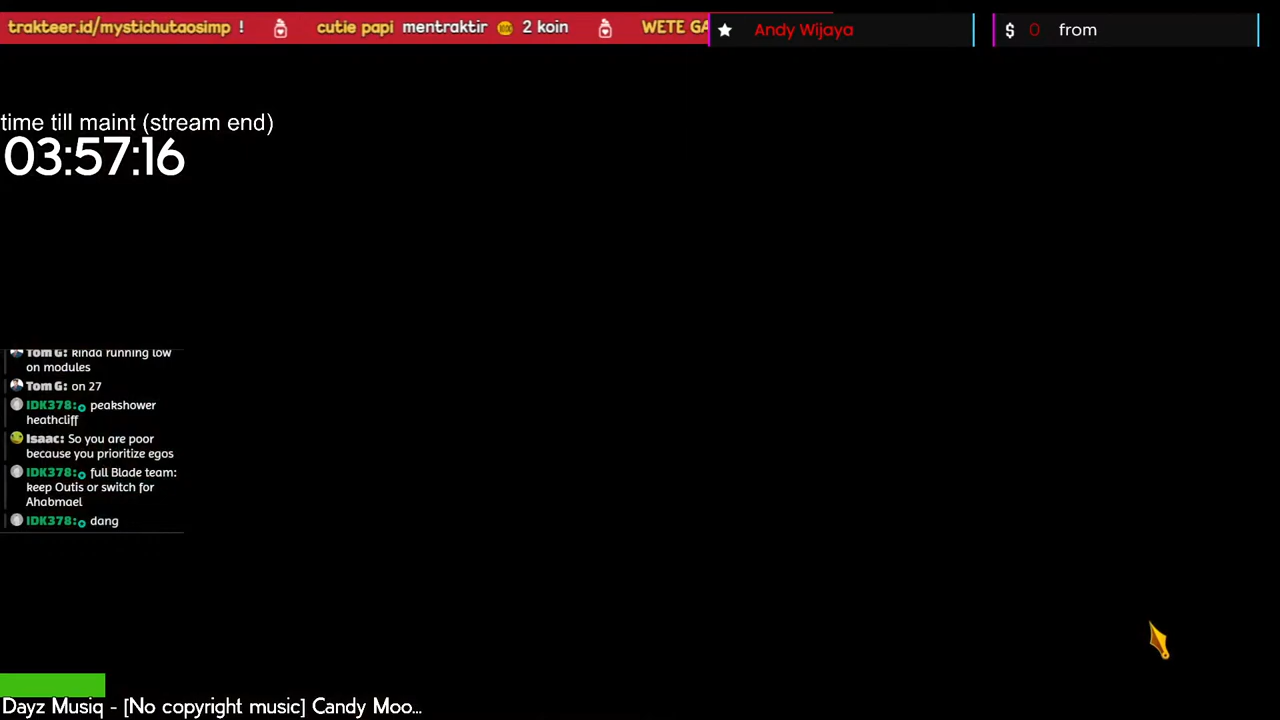 trakteer.id/mystichutaosimp ! cutie papi mentraktir 2 koin WETE GA
Andy Wijaya
$ 0 from
time till maint (stream end)
03:57:16
Tom G: kinda running low
on modules
Tom G: on 27
IDK378: peakshower
heathcliff
Isaac: So you are poor
because you prioritize egos
IDK378: full Blade team:
keep Outis or switch for
Ahabmael
IDK378: dang
Dayz Musiq - [No copyright music] Candy Moo...